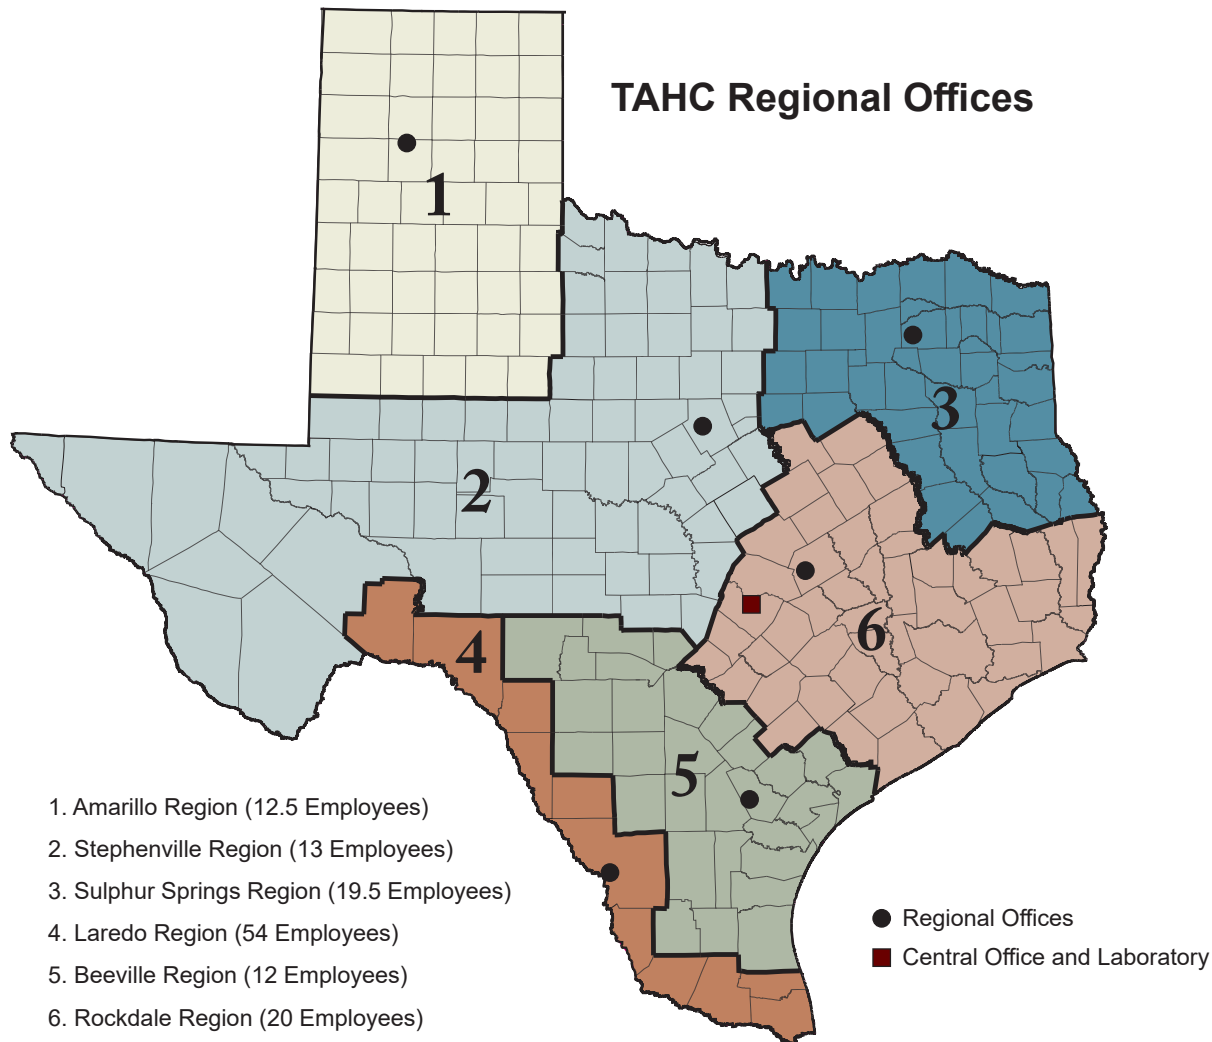 TAHC Regional Offices
1
2
3
4
5
6
1. Amarillo Region (12.5 Employees)
2. Stephenville Region (13 Employees)
3. Sulphur Springs Region (19.5 Employees)
4. Laredo Region (54 Employees)
5. Beeville Region (12 Employees)
6. Rockdale Region (20 Employees)
Regional Offices
Central Office and Laboratory